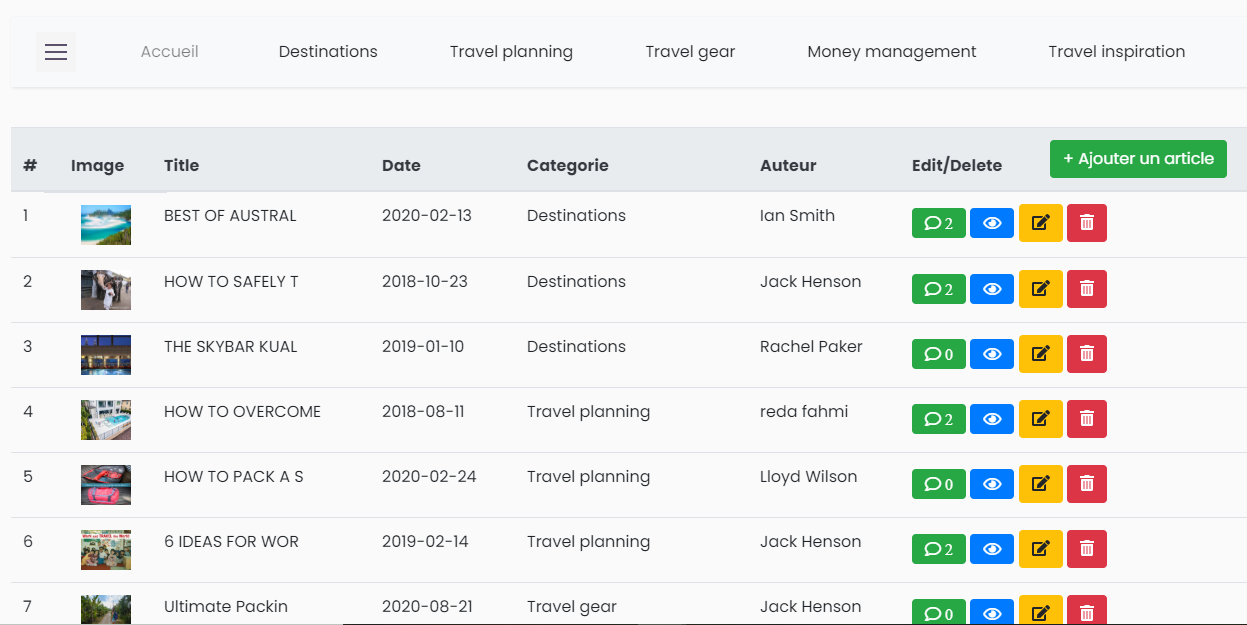 Accueil Destinations Travel planning Travel gear Money management Travel inspiration
# Image Title Date Categorie Auteur Edit/Delete + Ajouter un article
1 BEST OF AUSTRAL 2020-02-13 Destinations Ian Smith 2
2 HOW TO SAFELY T 2018-10-23 Destinations Jack Henson 2
3 THE SKYBAR KUAL 2019-01-10 Destinations Rachel Paker 0
4 HOW TO OVERCOME 2018-08-11 Travel planning reda fahmi 2
5 HOW TO PACK A S 2020-02-24 Travel planning Lloyd Wilson 0
6 IDEAS FOR WOR 2019-02-14 Travel planning Jack Henson 2
7 Ultimate Packin 2020-08-21 Travel gear Jack Henson 0